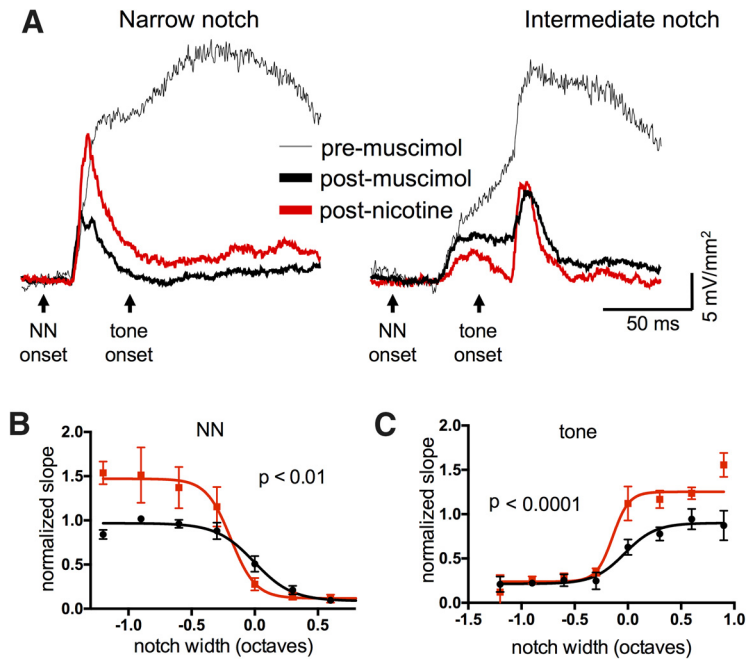 A
Narrow notch
Intermediate notch
pre-muscimol
post-muscimol
post-nicotine
NN
onset
tone
onset
NN
onset
tone
onset
50 ms
5 mV/mm²
B
NN
p < 0.01
normalized slope
2.0
1.5
1.0
0.5
0.0
-1.0
-0.5
0.0
0.5
notch width (octaves)
C
tone
p < 0.0001
normalized slope
2.0
1.5
1.0
0.5
0.0
-1.5
-1.0
-0.5
0.0
0.5
1.0
notch width (octaves)